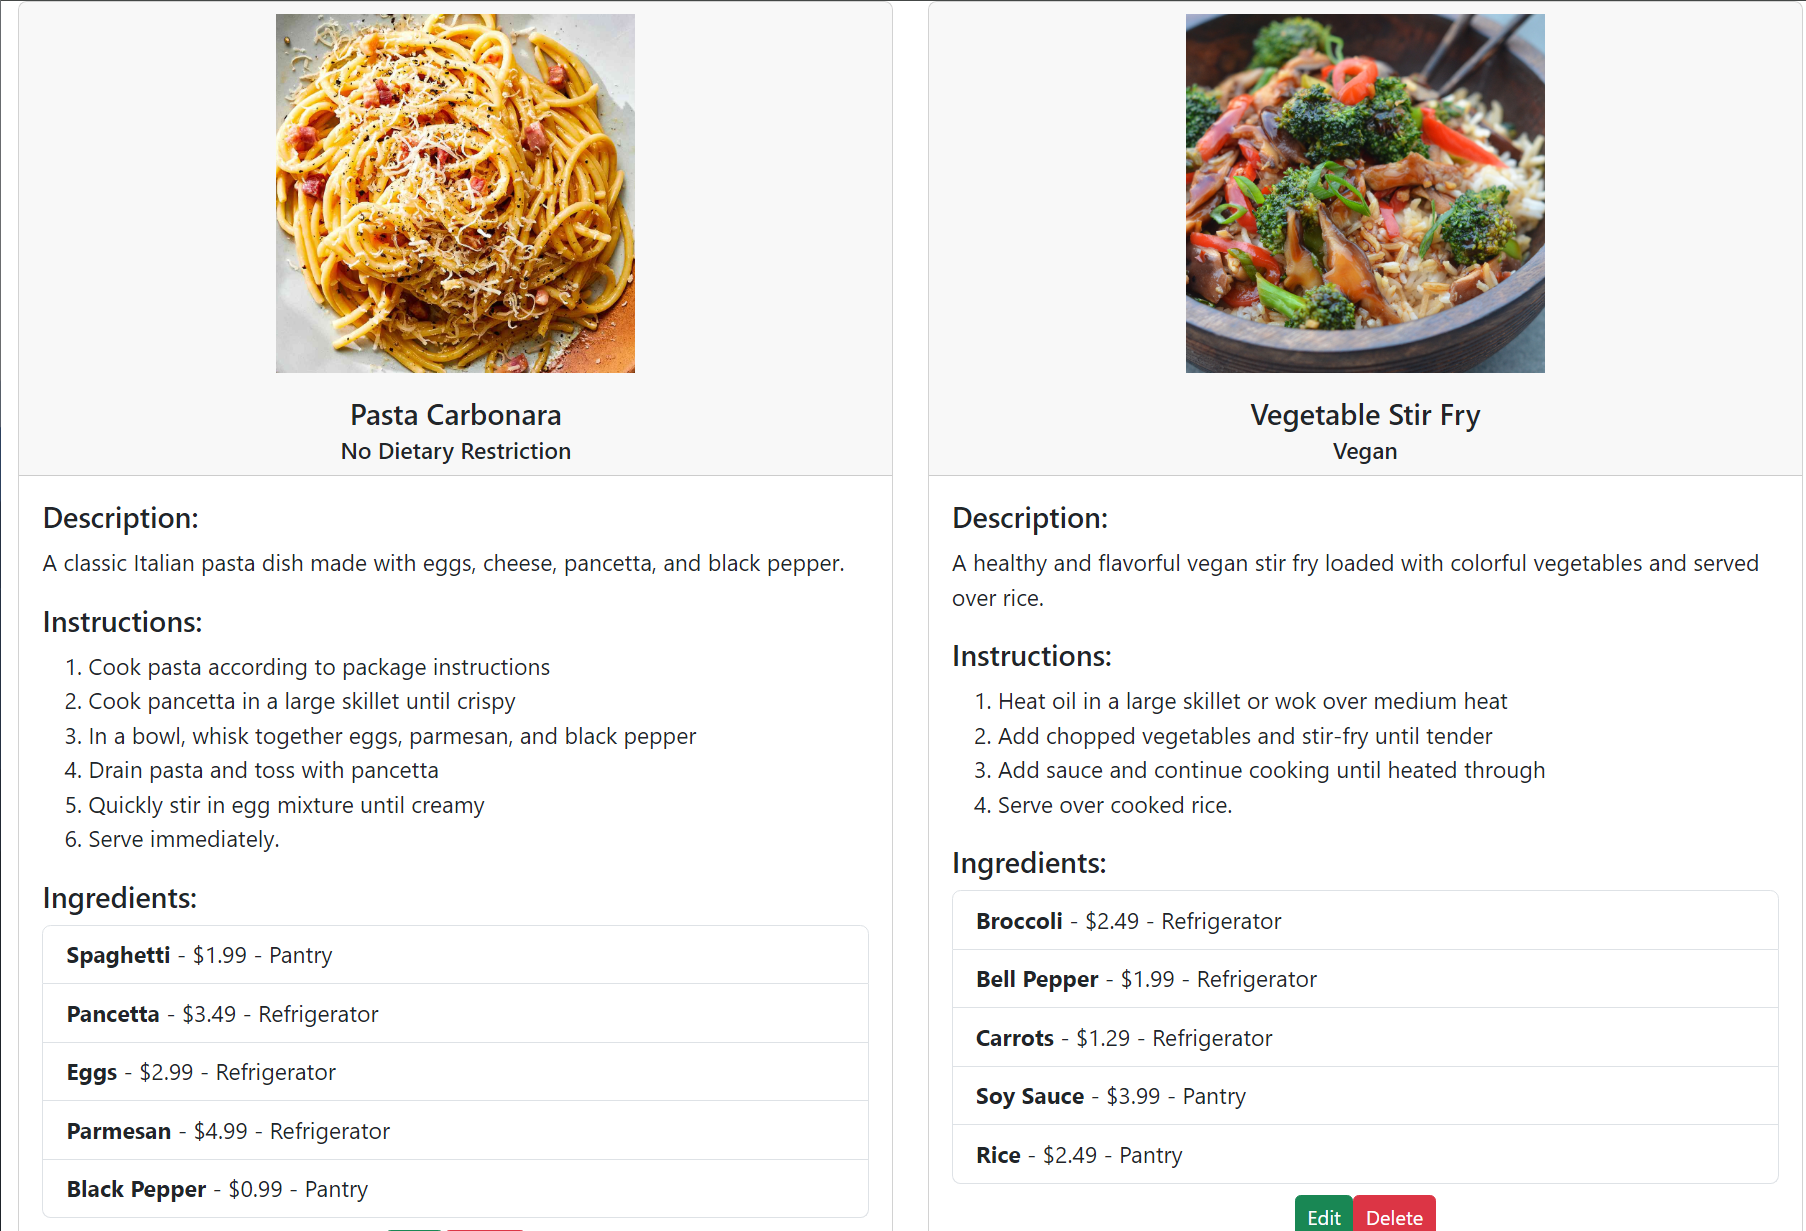 Pasta Carbonara
No Dietary Restriction
Description:
A classic Italian pasta dish made with eggs, cheese, pancetta, and black pepper.
Instructions:
1. Cook pasta according to package instructions
2. Cook pancetta in a large skillet until crispy
3. In a bowl, whisk together eggs, parmesan, and black pepper
4. Drain pasta and toss with pancetta
5. Quickly stir in egg mixture until creamy
6. Serve immediately.
Ingredients:
Spaghetti - $1.99 - Pantry
Pancetta - $3.49 - Refrigerator
Eggs - $2.99 - Refrigerator
Parmesan - $4.99 - Refrigerator
Black Pepper - $0.99 - Pantry
Vegetable Stir Fry
Vegan
Description:
A healthy and flavorful vegan stir fry loaded with colorful vegetables and served
over rice.
Instructions:
1. Heat oil in a large skillet or wok over medium heat
2. Add chopped vegetables and stir-fry until tender
3. Add sauce and continue cooking until heated through
4. Serve over cooked rice.
Ingredients:
Broccoli - $2.49 - Refrigerator
Bell Pepper - $1.99 - Refrigerator
Carrots - $1.29 - Refrigerator
Soy Sauce - $3.99 - Pantry
Rice - $2.49 - Pantry
Edit Delete